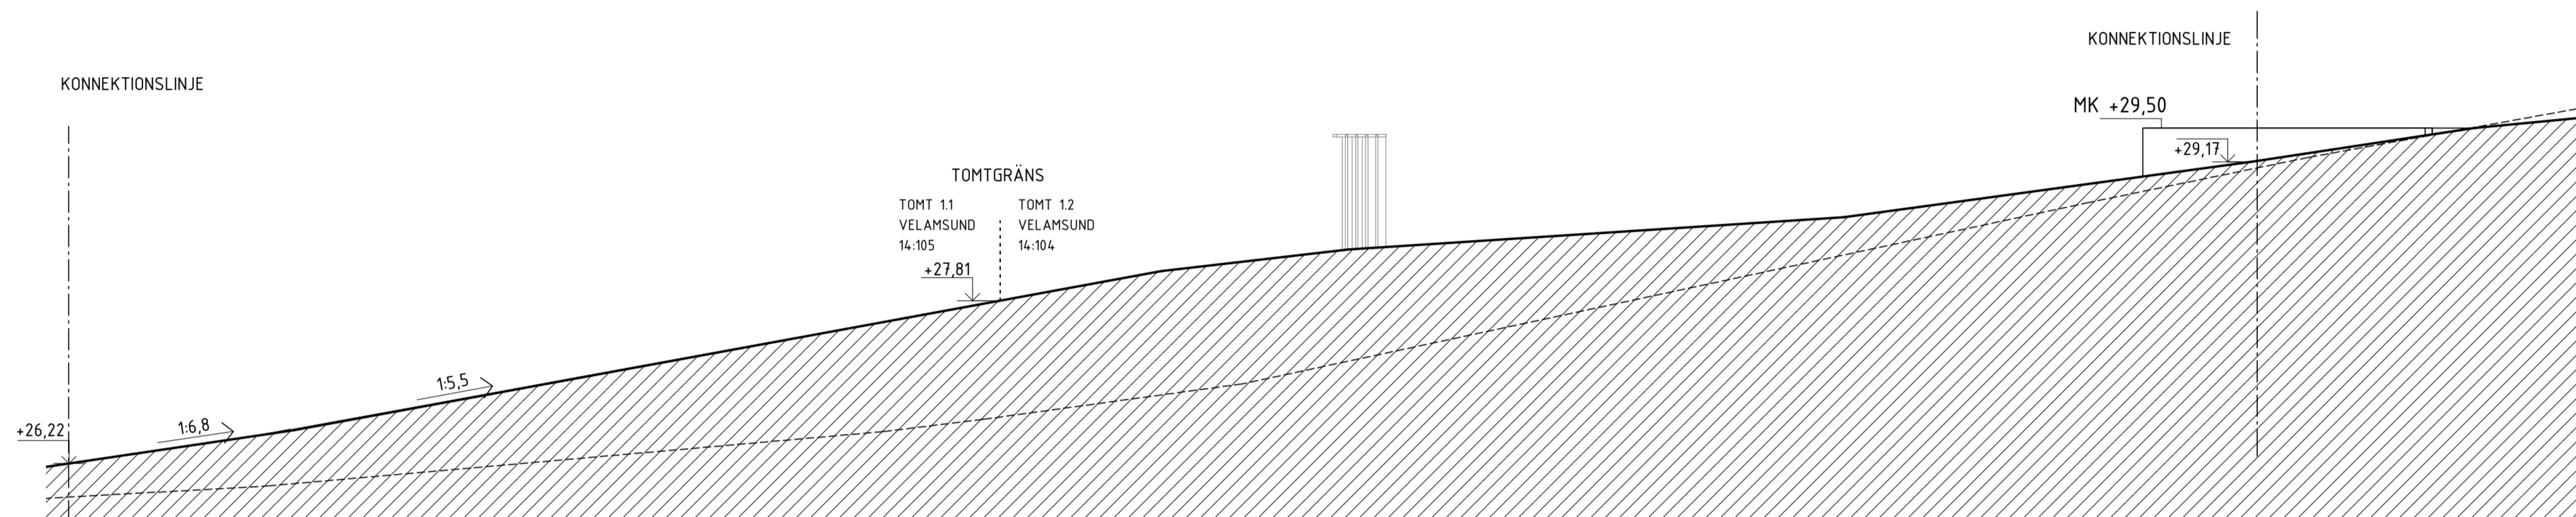 KONNEKTIONSLINJE
KONNEKTIONSLINJE
MK +29,50
+29,17
TOMTGRÄNS
TOMT 1.1
VELAMSUND
14:105
TOMT 1.2
VELAMSUND
14:104
+27,81
1:5,5
1:6,8
+26,22